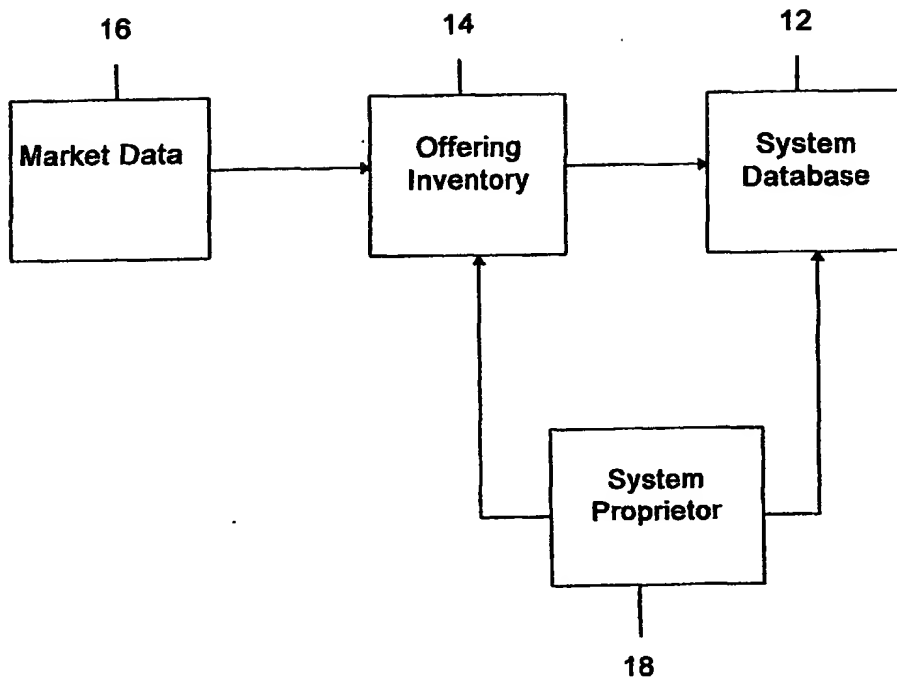 16
14
12
Market Data
Offering
Inventory
System
Database
System
Proprietor
18